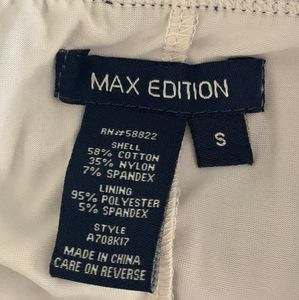 MAX EDITION
S
RN#58822
SHELL
58% COTTON
35% NYLON
7% SPANDEX
LINING
95% POLYESTER
5% SPANDEX
STYLE
A708K17
MADE IN CHINA
CARE ON REVERSE